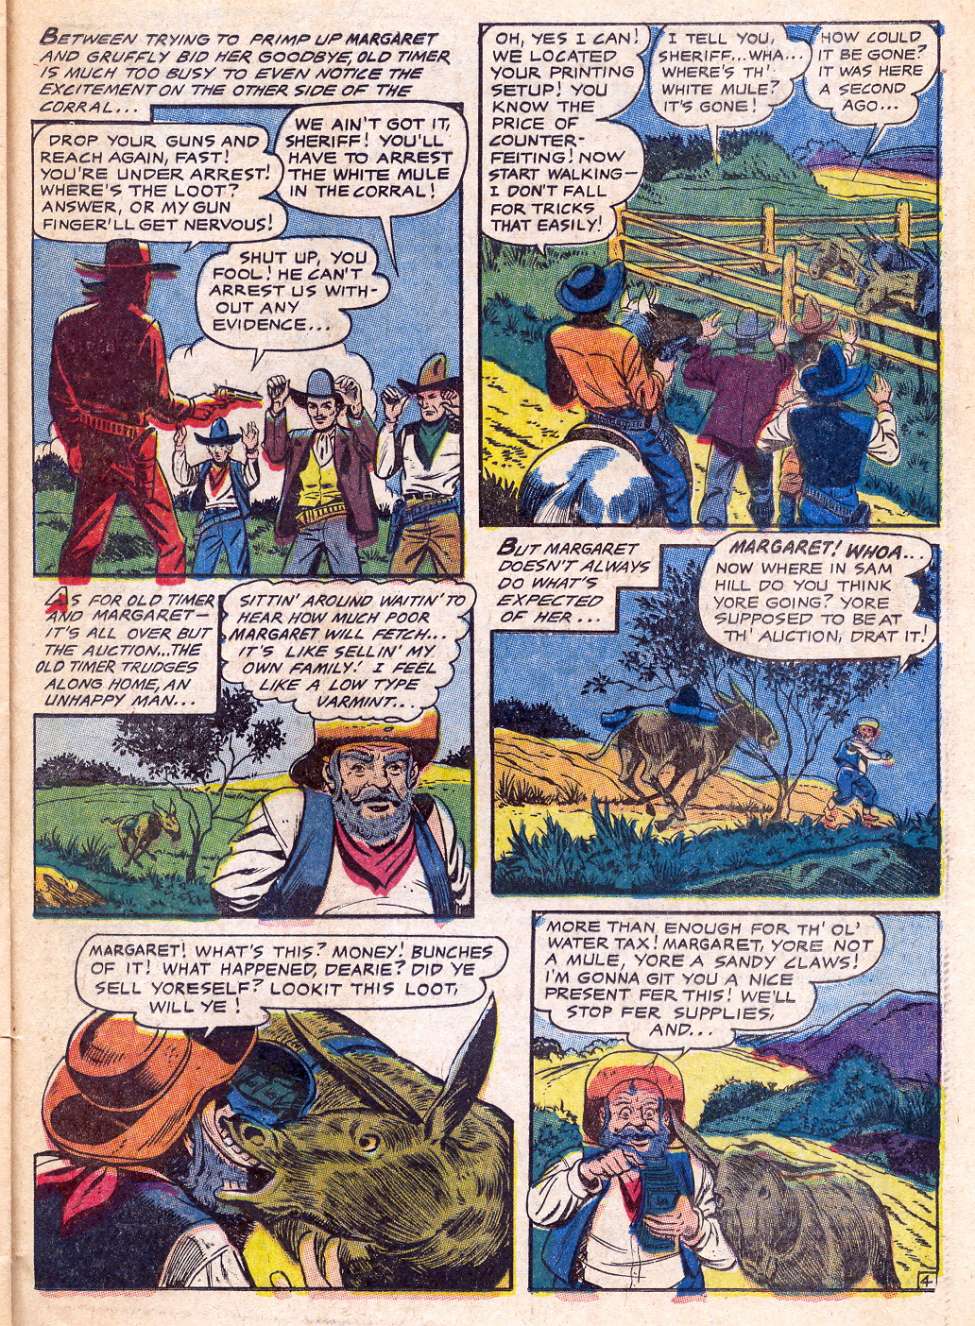 BETWEEN TRYING TO PRIMP UP MARGARET
AND GRUFFLY BID HER GOODBYE, OLD TIMER
IS MUCH TOO BUSY TO EVEN NOTICE THE
EXCITEMENT ON THE OTHER SIDE OF THE
CORRAL...
DROP YOUR GUNS AND
REACH AGAIN, FAST!
YOU'RE UNDER ARREST!
WHERE'S THE LOOT?
ANSWER, OR MY GUN
FINGER'LL GET NERVOUS!
WE AIN'T GOT IT,
SHERIFF! YOU'LL
HAVE TO ARREST
THE WHITE MULE
IN THE CORRAL!
SHUT UP, YOU
FOOL! HE CAN'T
ARREST US WITH-
OUT ANY
EVIDENCE...
OH, YES I CAN!
WE LOCATED
YOUR PRINTING
SETUP! YOU
KNOW THE
PRICE OF
COUNTER-
FEITING! NOW
START WALKING—
I DON'T FALL
FOR TRICKS
THAT EASILY!
I TELL YOU,
SHERIFF...WHA...
WHERE'S TH'
WHITE MULE?
IT'S GONE!
HOW COULD
IT BE GONE?
IT WAS HERE
A SECOND
AGO...
AS FOR OLD TIMER
AND MARGARET—
IT'S ALL OVER BUT
THE AUCTION...THE
OLD TIMER TRUDGES
ALONG HOME, AN
UNHAPPY MAN...
SITTIN' AROUND WAITIN' TO
HEAR HOW MUCH POOR
MARGARET WILL FETCH...
IT'S LIKE SELLIN' MY
OWN FAMILY! I FEEL
LIKE A LOW TYPE
VARMINT...
BUT MARGARET
DOESN'T ALWAYS
DO WHAT'S
EXPECTED
OF HER...
MARGARET! WHOA...
NOW WHERE IN SAM
HILL DO YOU THINK
YORE GOING? YORE
SUPPOSED TO BE AT
TH' AUCTION, DRAT IT!
MARGARET! WHAT'S THIS? MONEY! BUNCHES
OF IT! WHAT HAPPENED, DEARIE? DID YE
SELL YORESELF? LOOKIT THIS LOOT,
WILL YE!
MORE THAN ENOUGH FOR TH' OL'
WATER TAX! MARGARET, YORE NOT
A MULE, YORE A SANDY CLAWS!
I'M GONNA GIT YOU A NICE
PRESENT FER THIS! WE'LL
STOP FER SUPPLIES,
AND...
4